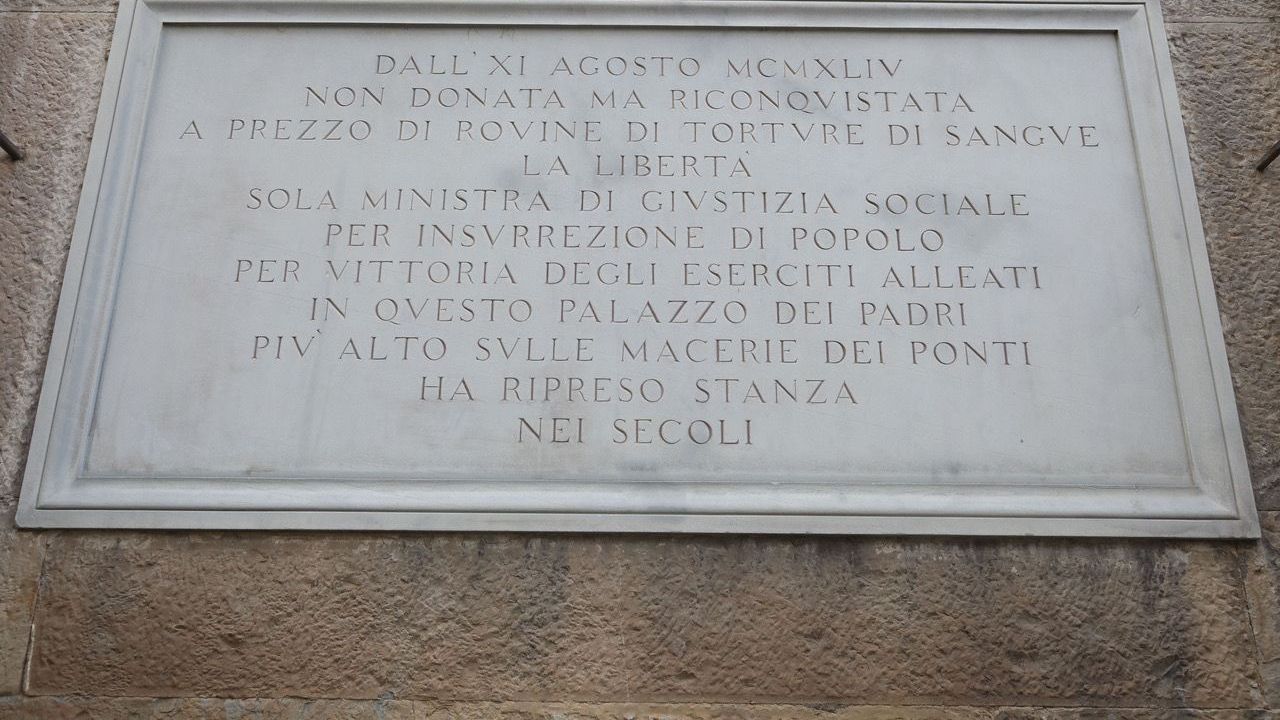 DALL'XI AGOSTO MCMXLIV
NON DONATA MA RICONQVISTATA
A PREZZO DI ROVINE DI TORTVRE DI SANGVE
LA LIBERTÀ
SOLA MINISTRA DI GIVSTIZIA SOCIALE
PER INSVRREZIONE DI POPOLO
PER VITTORIA DEGLI ESERCITI ALLEATI
IN QVESTO PALAZZO DEI PADRI
PIV̀ ALTO SVLLE MACERIE DEI PONTI
HA RIPRESO STANZA
NEI SECOLI